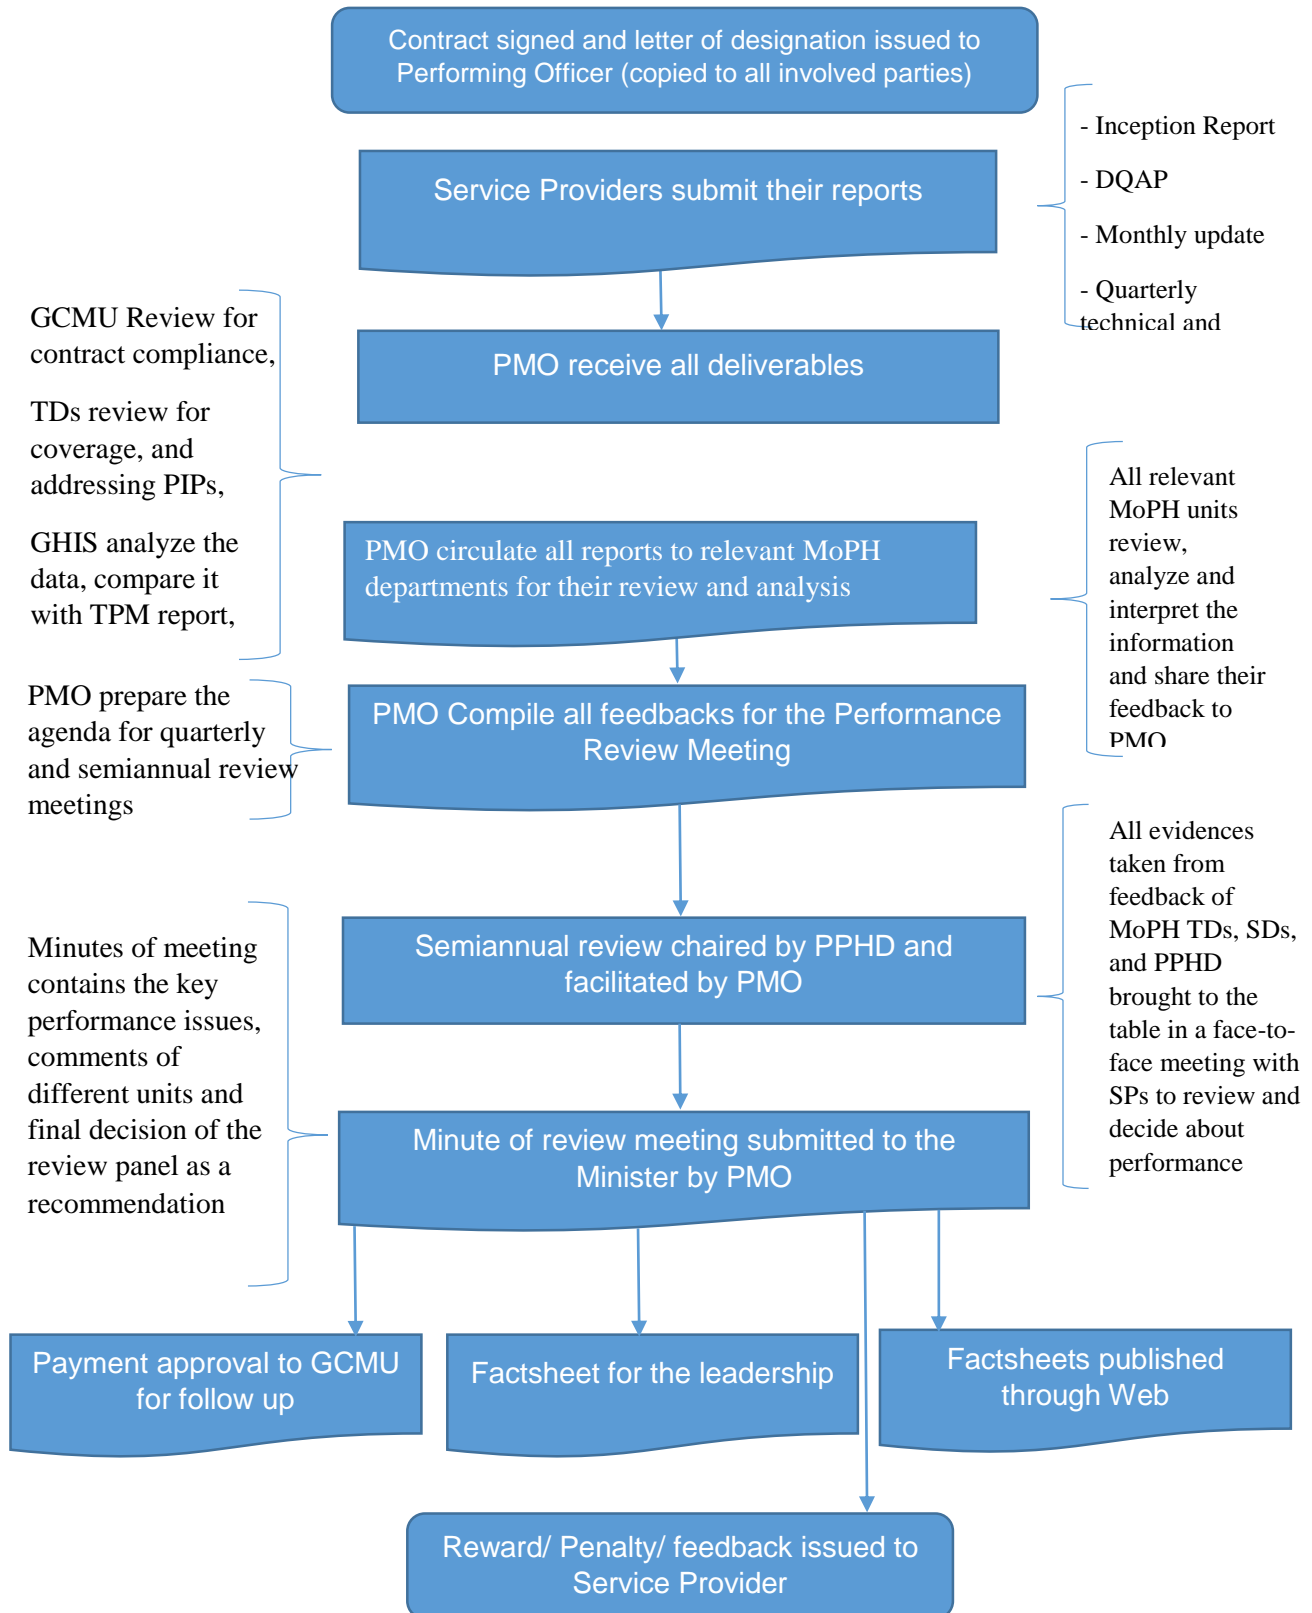 Contract signed and letter of designation issued to
Performing Officer (copied to all involved parties)
- Inception Report
- DQAP
- Monthly update
- Quarterly
technical and
Service Providers submit their reports
PMO receive all deliverables
GCMU Review for
contract compliance,
TDs review for
coverage, and
addressing PIPs,
GHIS analyze the
data, compare it
with TPM report,
PMO circulate all reports to relevant MoPH
departments for their review and analysis
All relevant
MoPH units
review,
analyze and
interpret the
information
and share their
feedback to
PMO
PMO prepare the
agenda for quarterly
and semiannual review
meetings
PMO Compile all feedbacks for the Performance
Review Meeting
All evidences
taken from
feedback of
MoPH TDs, SDs,
and PPHD
brought to the
table in a face-to-
face meeting with
SPs to review and
decide about
performance
Semiannual review chaired by PPHD and
facilitated by PMO
Minutes of meeting
contains the key
performance issues,
comments of
different units and
final decision of the
review panel as a
recommendation
Minute of review meeting submitted to the
Minister by PMO
Payment approval to GCMU
for follow up
Factsheet for the leadership
Factsheets published
through Web
Reward/ Penalty/ feedback issued to
Service Provider